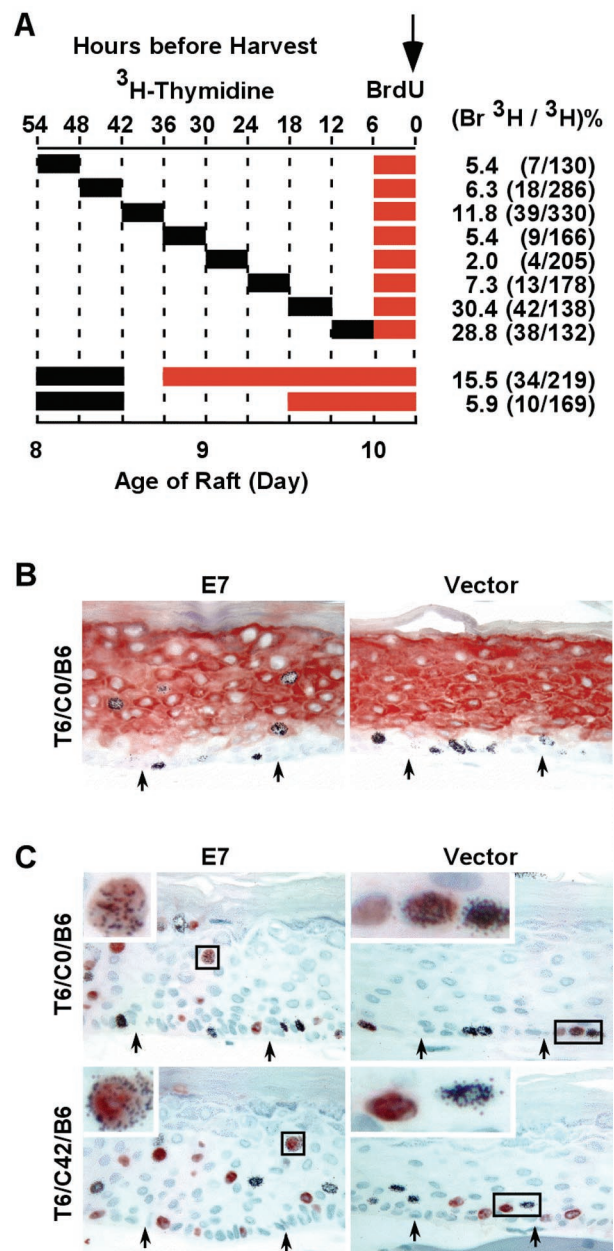 A
Hours before Harvest
³H-Thymidine BrdU
(Br ³H / ³H)%
54 48 42 36 30 24 18 12 6 0
5.4 (7/130)
6.3 (18/286)
11.8 (39/330)
5.4 (9/166)
2.0 (4/205)
7.3 (13/178)
30.4 (42/138)
28.8 (38/132)
15.5 (34/219)
5.9 (10/169)
8 9 10
Age of Raft (Day)
B
E7 Vector
T6/C0/B6
C
E7 Vector
T6/C0/B6
T6/C42/B6